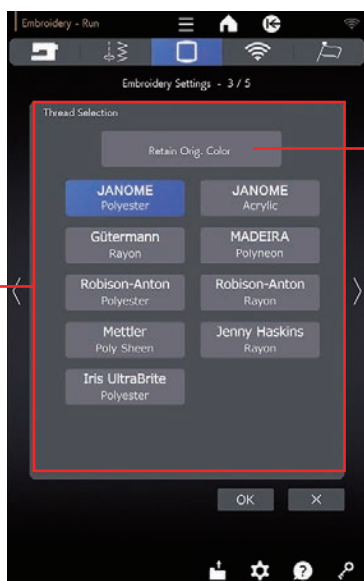 Embroidery - Run
Embroidery Settings - 3 / 5
Thread Selection
Retain Orig. Color
JANOME
Polyester
JANOME
Acrylic
Gütermann
Rayon
MADEIRA
Polyneon
Robison-Anton
Polyester
Robison-Anton
Rayon
Mettler
Poly Sheen
Jenny Haskins
Rayon
Iris UltraBrite
Polyester
OK
X